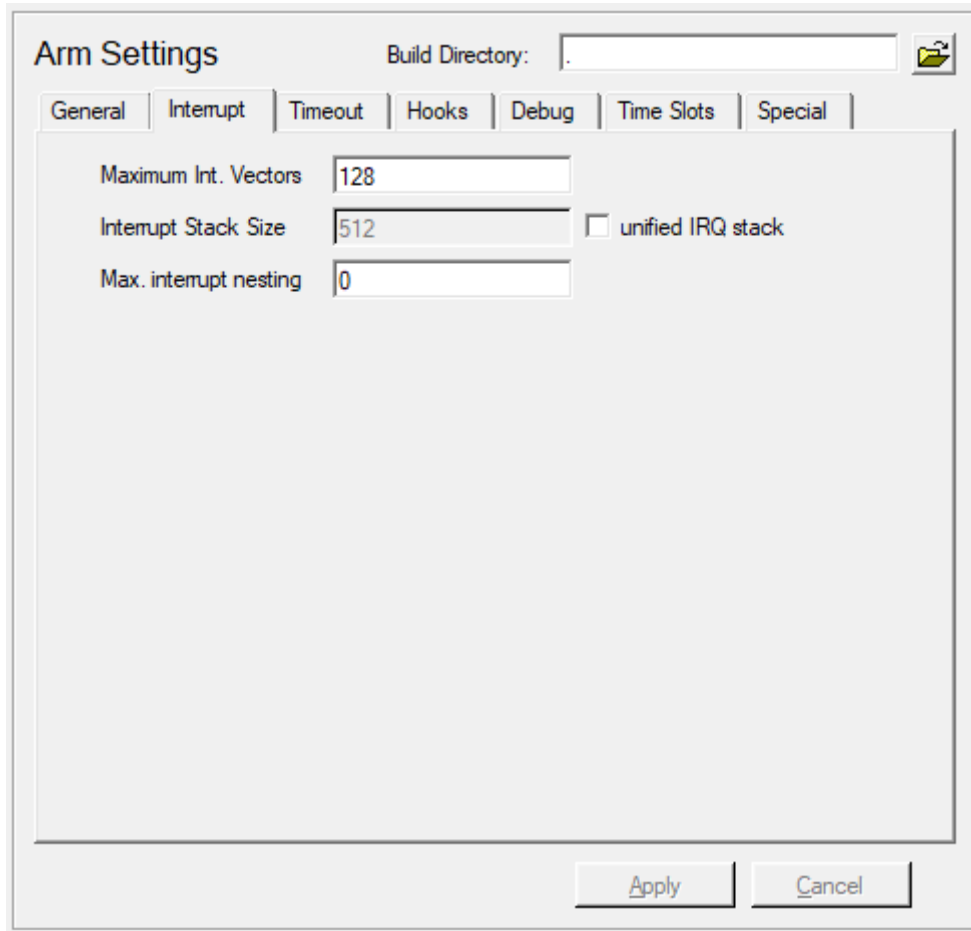 Arm Settings Build Directory: .
General Interrupt Timeout Hooks Debug Time Slots Special
Maximum Int. Vectors 128
Interrupt Stack Size 512 unified IRQ stack
Max. interrupt nesting 0
Apply Cancel